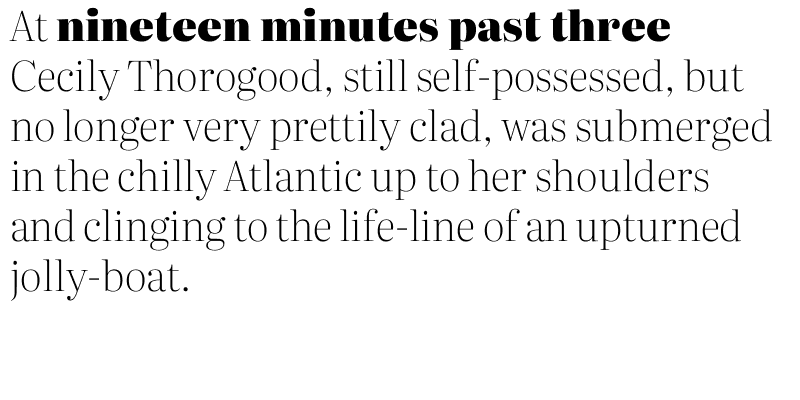 At nineteen minutes past three
Cecily Thorogood, still self-possessed, but
no longer very prettily clad, was submerged
in the chilly Atlantic up to her shoulders
and clinging to the life-line of an upturned
jolly-boat.